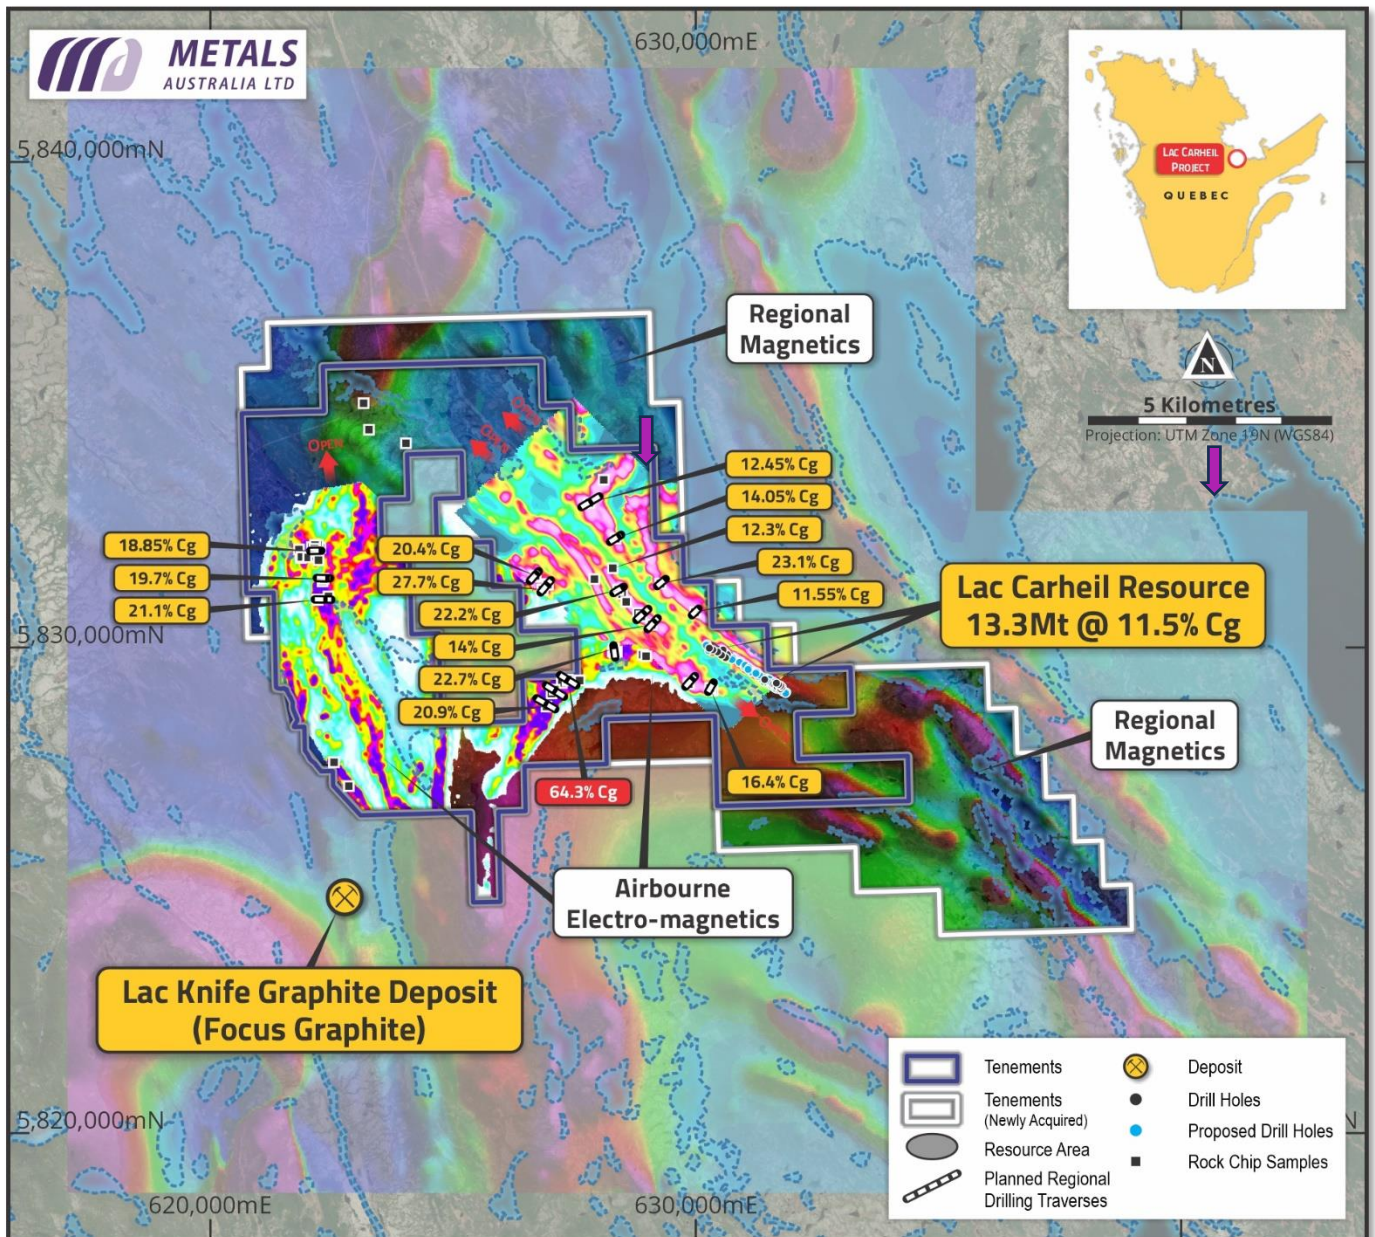 METALS
AUSTRALIA LTD
630,000mE
5,840,000mN
LAC CARHEIL
PROJECT
QUEBEC
Regional
Magnetics
N
5 Kilometres
Projection: UTM Zone 19N (WGS84)
OPEN
OPEN
OPEN
12.45% Cg
14.05% Cg
12.3% Cg
23.1% Cg
11.55% Cg
18.85% Cg
19.7% Cg
21.1% Cg
20.4% Cg
27.7% Cg
22.2% Cg
14% Cg
22.7% Cg
20.9% Cg
64.3% Cg
16.4% Cg
Lac Carheil Resource
13.3Mt @ 11.5% Cg
5,830,000mN
Regional
Magnetics
Airbourne
Electro-magnetics
Lac Knife Graphite Deposit
(Focus Graphite)
Tenements
Tenements
(Newly Acquired)
Resource Area
Planned Regional
Drilling Traverses
Deposit
Drill Holes
Proposed Drill Holes
Rock Chip Samples
5,820,000mN
N
620,000mE
630,000mE